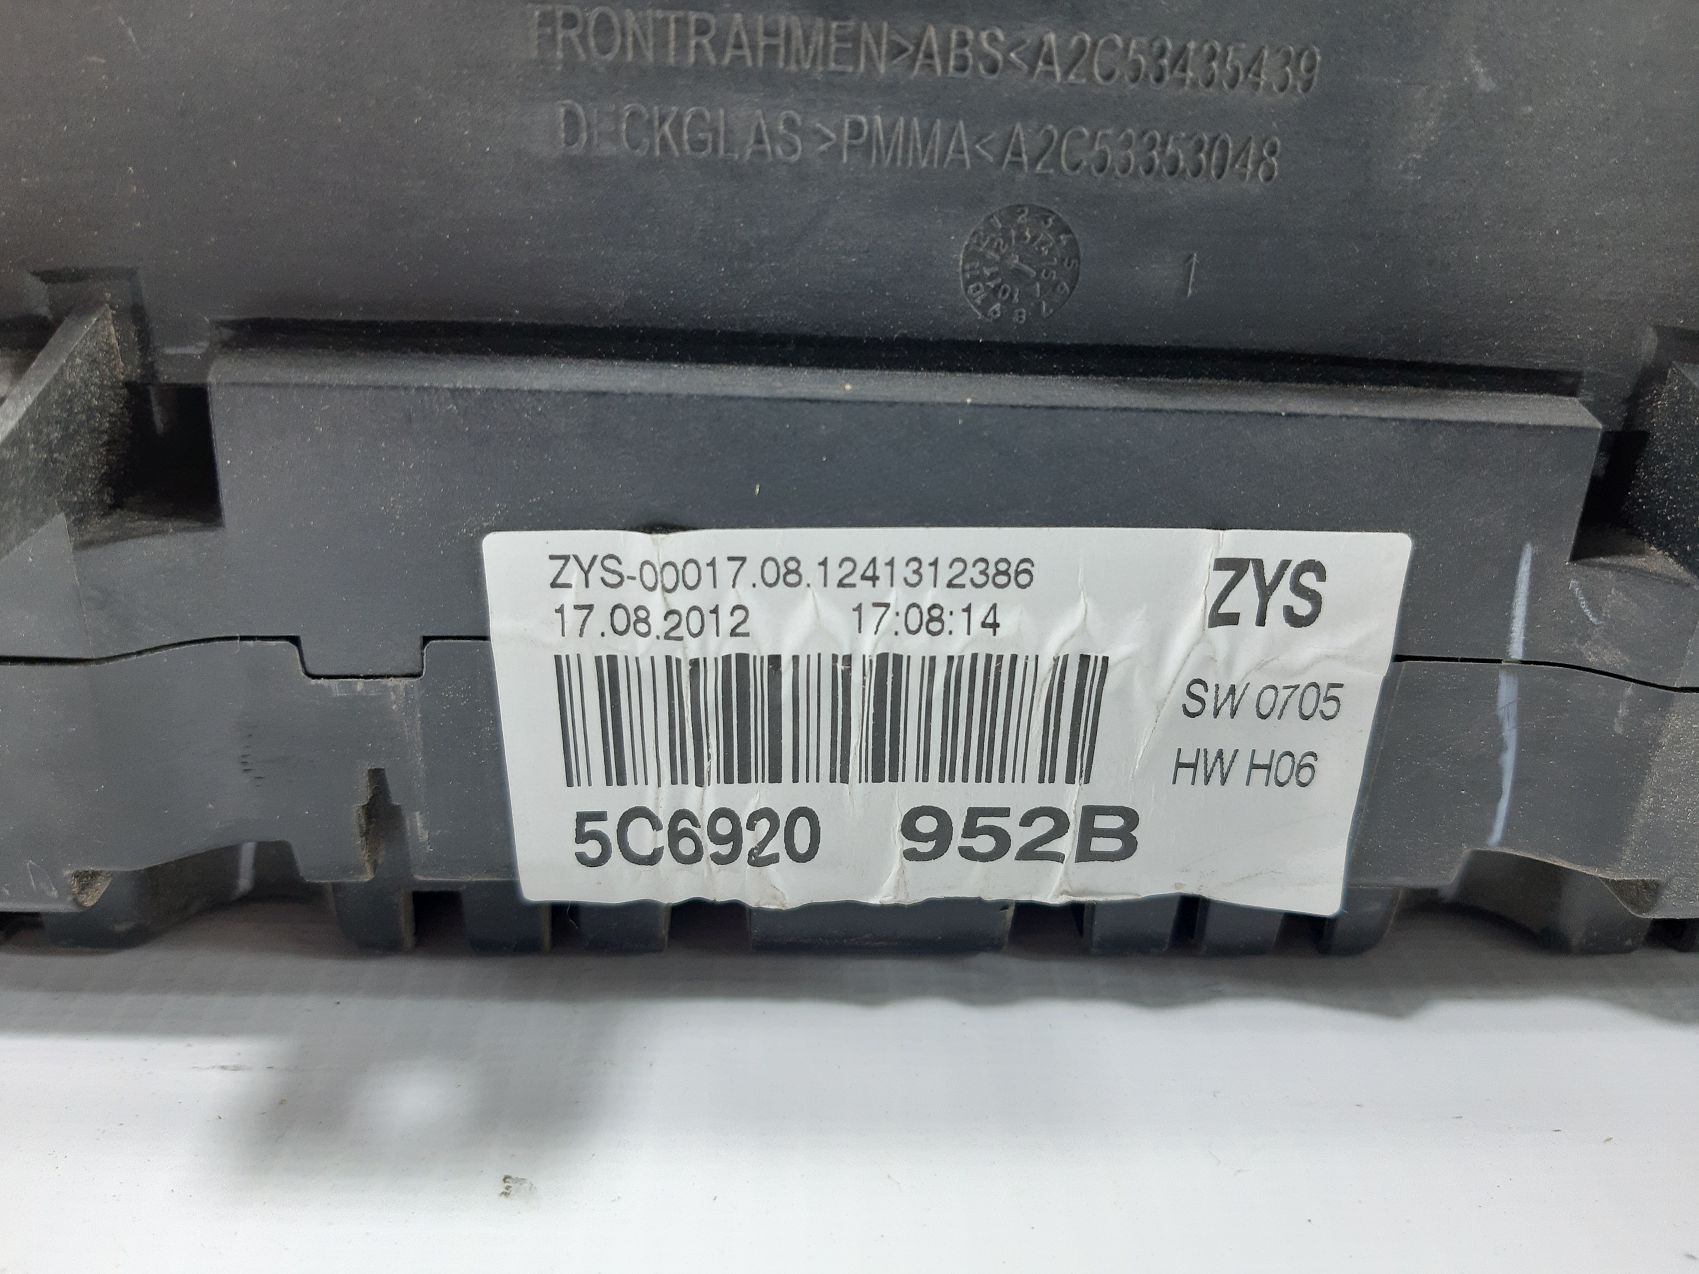 FRONTRAHMEN>ABS<A2C53435439
DECKGLAS>PMMA<A2C53353048
1
ZYS-00017.08.1241312386
17.08.2012 17:08:14
ZYS
SW 0705
HW H06
5C6920 952B